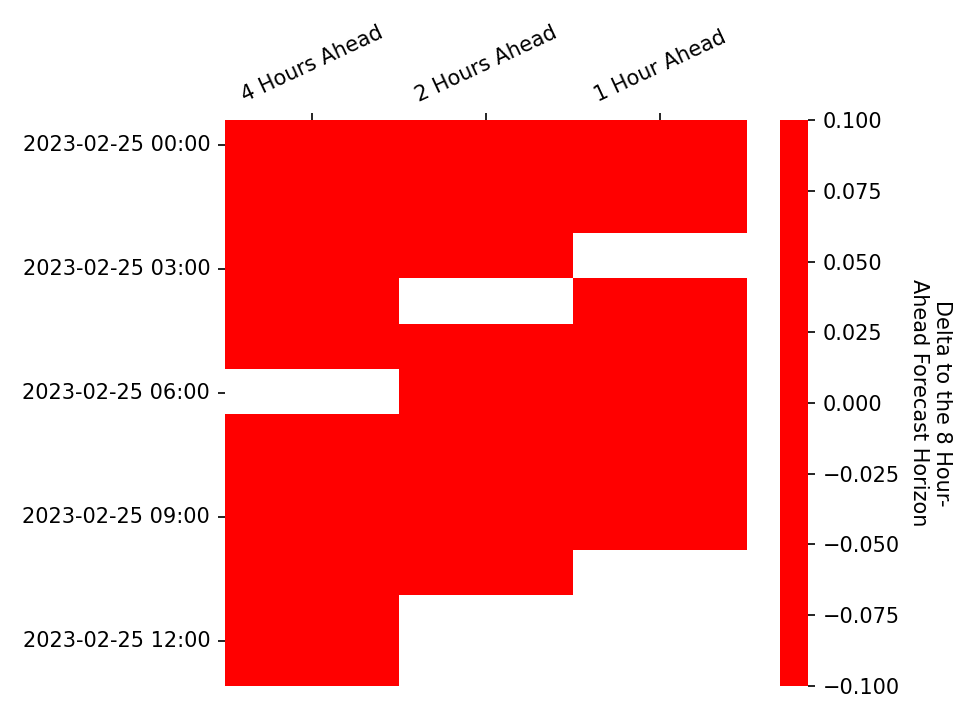 4 Hours Ahead
2 Hours Ahead
1 Hour Ahead
2023-02-25 00:00
2023-02-25 03:00
2023-02-25 06:00
2023-02-25 09:00
2023-02-25 12:00
0.100
0.075
0.050
0.025
0.000
−0.025
−0.050
−0.075
−0.100
Delta to the 8 Hour-
Ahead Forecast Horizon